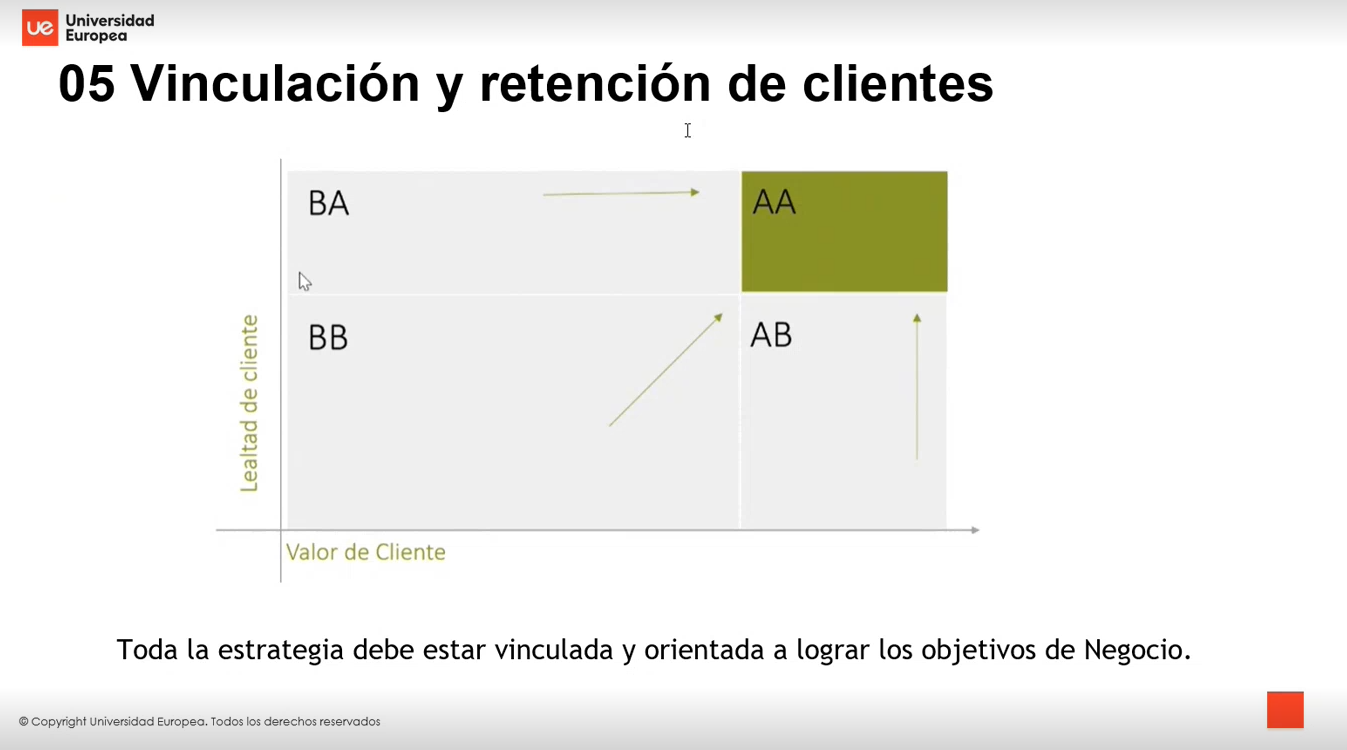 ue Universidad
Europea
05 Vinculación y retención de clientes
BA
AA
BB
AB
Lealtad de cliente
Valor de Cliente
Toda la estrategia debe estar vinculada y orientada a lograr los objetivos de Negocio.
© Copyright Universidad Europea. Todos los derechos reservados